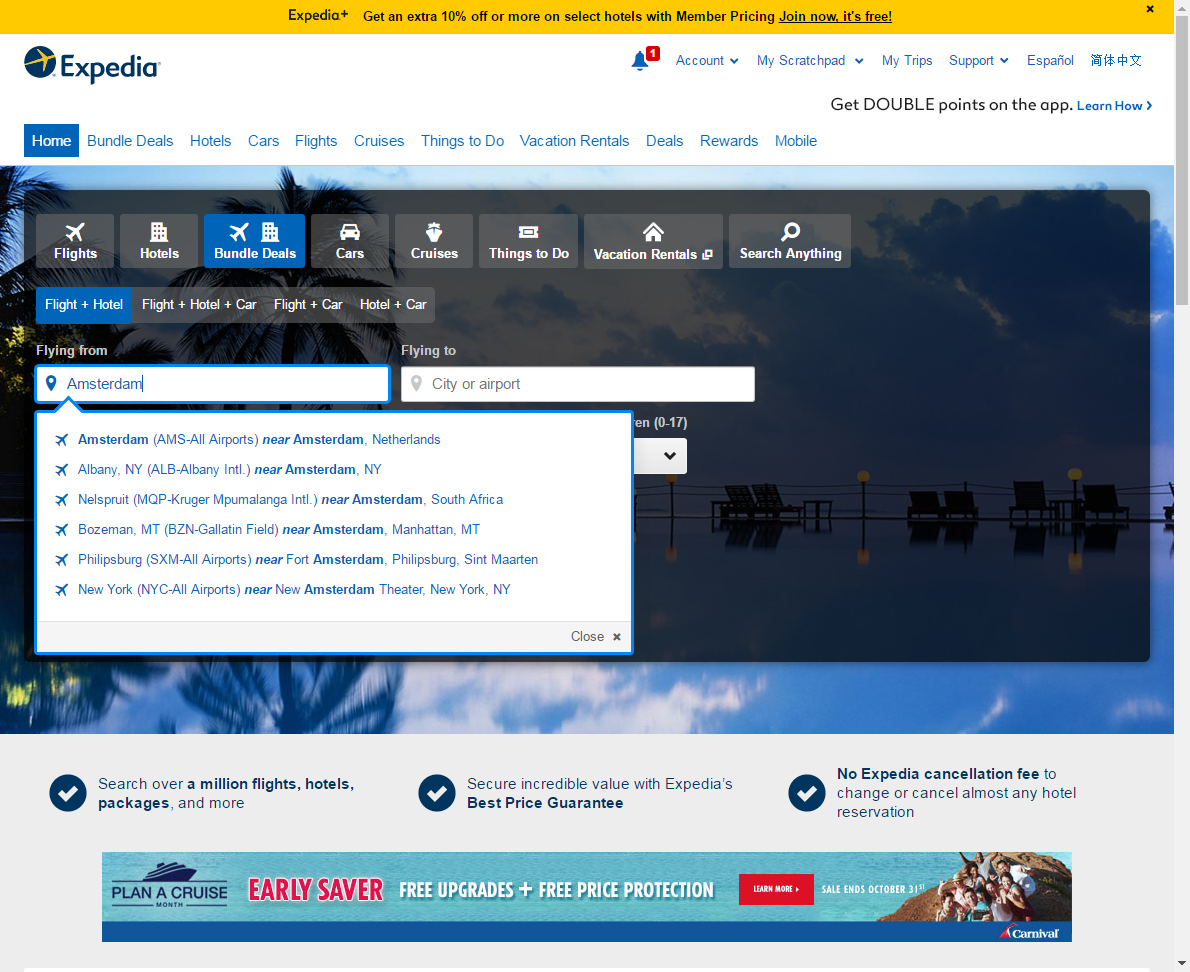 Expedia+ Get an extra 10% off or more on select hotels with Member Pricing Join now, it's free!
Expedia
1
Account
My Scratchpad
My Trips
Support
Español
简体中文
Get DOUBLE points on the app. Learn How
Home
Bundle Deals
Hotels
Cars
Flights
Cruises
Things to Do
Vacation Rentals
Deals
Rewards
Mobile
Flights
Hotels
Bundle Deals
Cars
Cruises
Things to Do
Vacation Rentals
Search Anything
Flight + Hotel
Flight + Hotel + Car
Flight + Car
Hotel + Car
Flying from
Flying to
Amsterdam
City or airport
ren (0-17)
Amsterdam (AMS-All Airports) near Amsterdam, Netherlands
Albany, NY (ALB-Albany Intl.) near Amsterdam, NY
Nelspruit (MQP-Kruger Mpumalanga Intl.) near Amsterdam, South Africa
Bozeman, MT (BZN-Gallatin Field) near Amsterdam, Manhattan, MT
Philipsburg (SXM-All Airports) near Fort Amsterdam, Philipsburg, Sint Maarten
New York (NYC-All Airports) near New Amsterdam Theater, New York, NY
Close
Search over a million flights, hotels,
packages, and more
Secure incredible value with Expedia's
Best Price Guarantee
No Expedia cancellation fee to
change or cancel almost any hotel
reservation
PLAN A CRUISE
MONTH
EARLY SAVER
FREE UPGRADES + FREE PRICE PROTECTION
LEARN MORE
SALE ENDS OCTOBER 31ST
Carnival